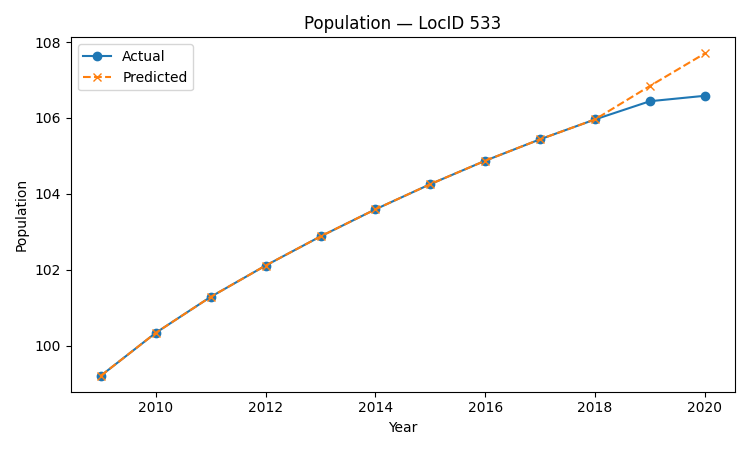 Population — LocID 533
Actual
Predicted
Population
108
106
104
102
100
2010 2012 2014 2016 2018 2020
Year